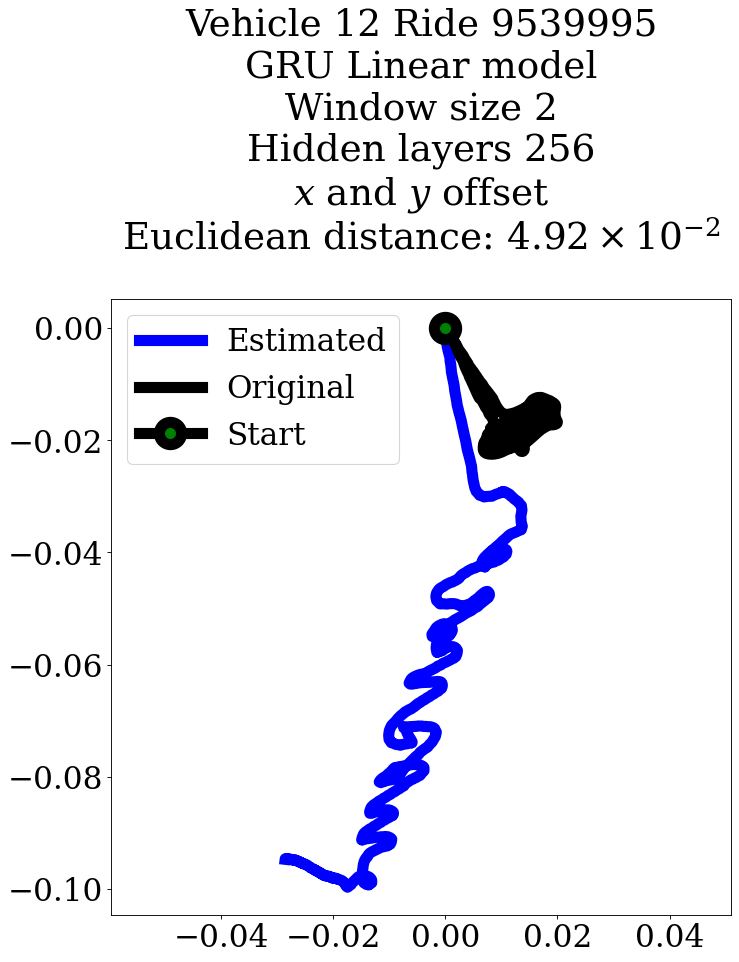 Vehicle 12 Ride 9539995
GRU Linear model
Window size 2
Hidden layers 256
x and y offset
Euclidean distance: 4.92 × 10⁻²
Estimated
Original
Start
0.00
−0.02
−0.04
−0.06
−0.08
−0.10
−0.04 −0.02 0.00 0.02 0.04